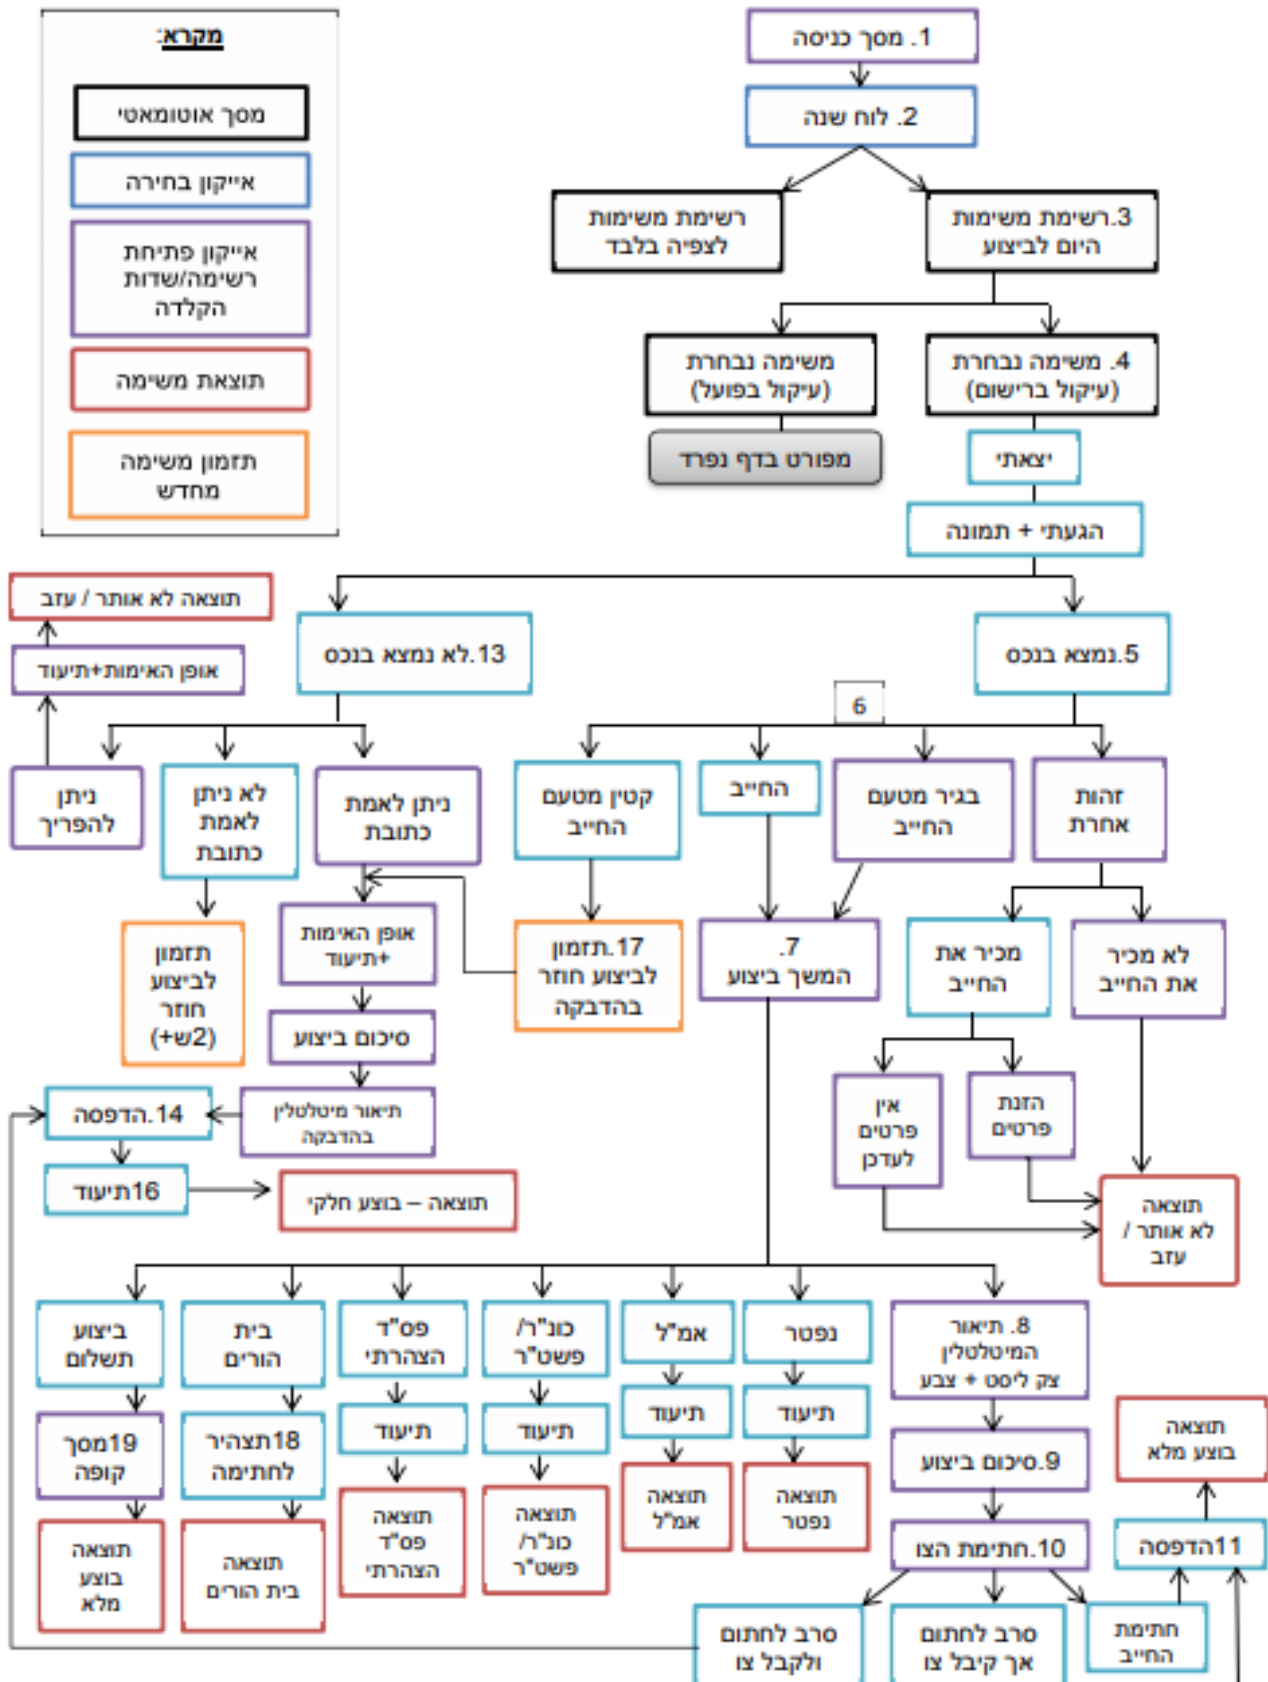 מקרא:
מסך אוטומאטי
אייקון בחירה
אייקון פתיחת
רשימה/שדות
הקלדה
תוצאת משימה
תזמון משימה
מחדש
1. מסך כניסה
2. לוח שנה
3.רשימת משימות
היום לביצוע
רשימת משימות
לצפיה בלבד
4. משימה נבחרת
(עיקול ברישום)
משימה נבחרת
(עיקול בפועל)
מפורט בדף נפרד
יצאתי
הגעתי + תמונה
5.נמצא בנכס
13.לא נמצא בנכס
תוצאה לא אותר / עזב
אופן האימות+תיעוד
6
זהות
אחרת
בגיר מטעם
החייב
החייב
קטין מטעם
החייב
ניתן לאמת
כתובת
לא ניתן
לאמת
כתובת
ניתן
להפריך
לא מכיר
את החייב
מכיר את
החייב
7.
המשך ביצוע
17.תזמון
לביצוע חוזר
בהדבקה
אופן האימות
+תיעוד
תזמון
לביצוע
חוזר
(2ש+)
סיכום ביצוע
הזנת
פרטים
אין
פרטים
לעדכן
תיאור מיטלטלין
בהדבקה
14.הדפסה
16תיעוד
תוצאה – בוצע חלקי
תוצאה
לא אותר /
עזב
8. תיאור
המיטלטלין
צק ליסט + צבע
נפטר
אמ"ל
כונ"ר/
פשט"ר
פס"ד
הצהרתי
בית
הורים
ביצוע
תשלום
תיעוד
תיעוד
תיעוד
תיעוד
18תצהיר
לחתימה
19מסך
קופה
תוצאה
בוצע מלא
9.סיכום ביצוע
תוצאה
נפטר
תוצאה
אמ"ל
תוצאה
כונ"ר/
פשט"ר
תוצאה
פס"ד
הצהרתי
תוצאה
בית הורים
תוצאה
בוצע
מלא
10.חתימת הצו
11הדפסה
חתימת
החייב
סרב לחתום
אך קיבל צו
סרב לחתום
ולקבל צו